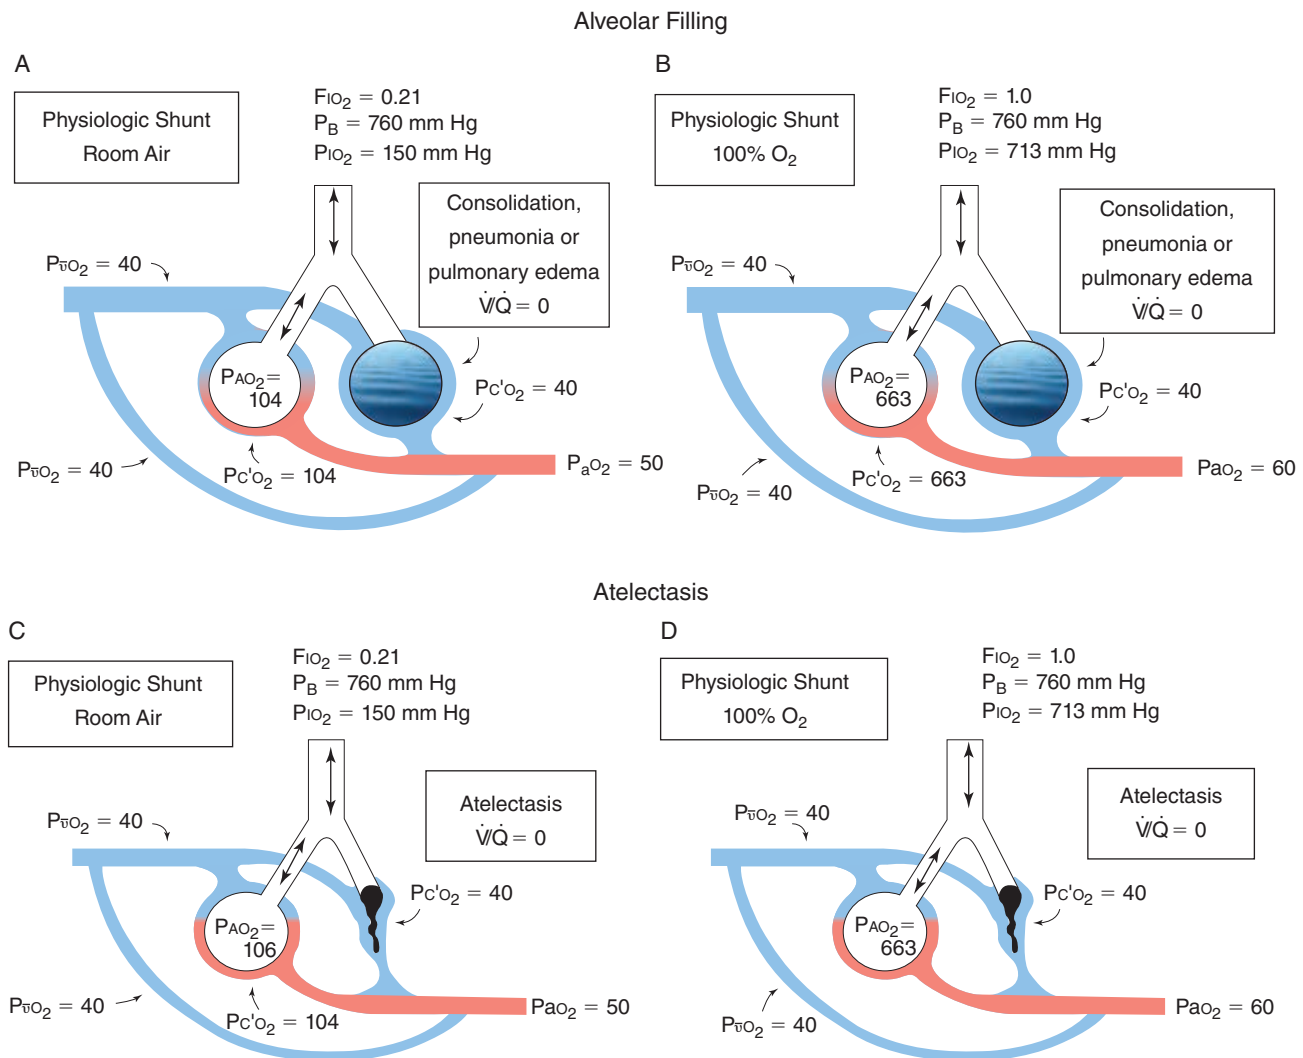 Alveolar Filling
A
Physiologic Shunt
Room Air
FIO2 = 0.21
PB = 760 mm Hg
PIO2 = 150 mm Hg
Consolidation,
pneumonia or
pulmonary edema
V̇/Q̇ = 0
Pv̅O2 = 40
PAO2=
104
PC'O2 = 40
Pv̅O2 = 40
PC'O2 = 104
PaO2 = 50
B
Physiologic Shunt
100% O2
FIO2 = 1.0
PB = 760 mm Hg
PIO2 = 713 mm Hg
Consolidation,
pneumonia or
pulmonary edema
V̇/Q̇ = 0
Pv̅O2 = 40
PAO2=
663
PC'O2 = 40
Pv̅O2 = 40
PC'O2 = 663
PaO2 = 60
Atelectasis
C
Physiologic Shunt
Room Air
FIO2 = 0.21
PB = 760 mm Hg
PIO2 = 150 mm Hg
Atelectasis
V̇/Q̇ = 0
Pv̅O2 = 40
PC'O2 = 40
PAO2=
106
Pv̅O2 = 40
PC'O2 = 104
PaO2 = 50
D
Physiologic Shunt
100% O2
FIO2 = 1.0
PB = 760 mm Hg
PIO2 = 713 mm Hg
Atelectasis
V̇/Q̇ = 0
Pv̅O2 = 40
PC'O2 = 40
PAO2=
663
Pv̅O2 = 40
PaO2 = 60